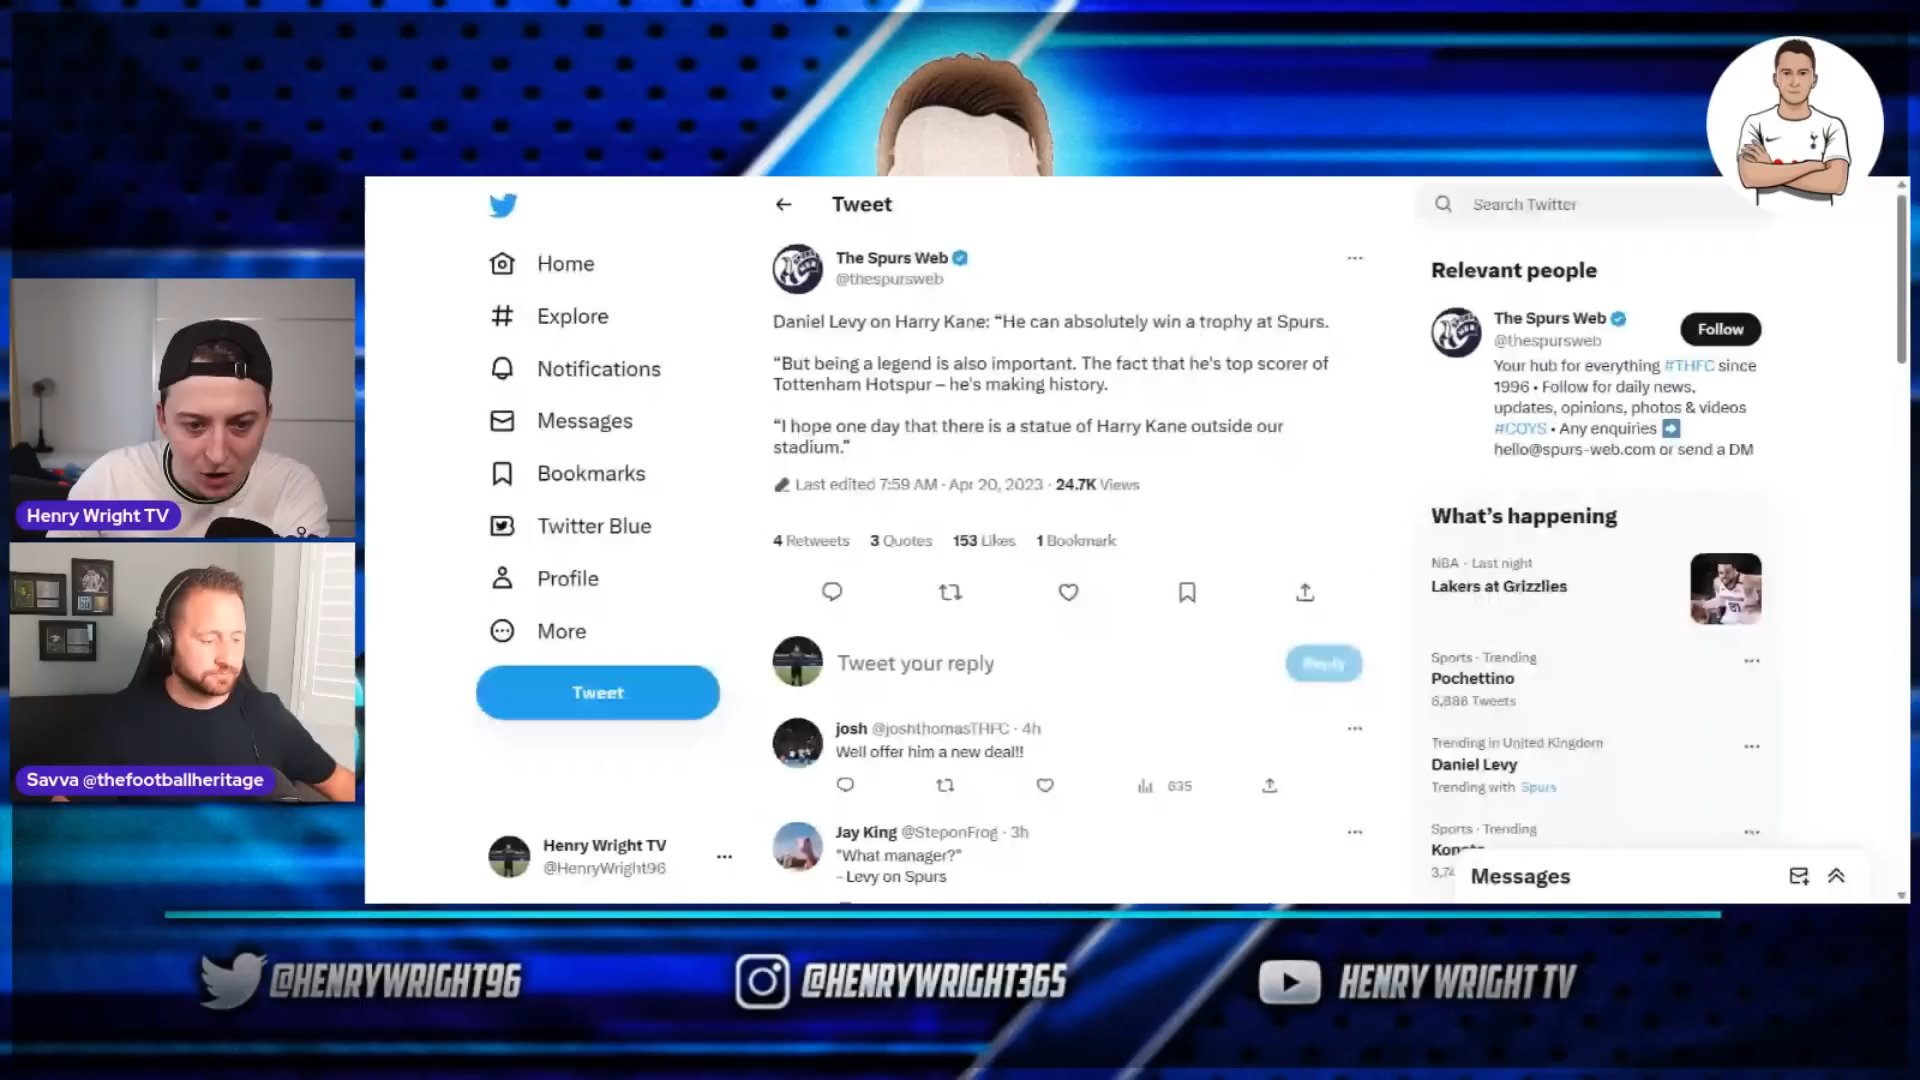 Tweet
Search Twitter
Home
Explore
Notifications
Messages
Bookmarks
Twitter Blue
Profile
More
Tweet
Henry Wright TV
@HenryWright96
The Spurs Web
@thespursweb
Daniel Levy on Harry Kane: “He can absolutely win a trophy at Spurs.
“But being a legend is also important. The fact that he's top scorer of
Tottenham Hotspur – he's making history.
“I hope one day that there is a statue of Harry Kane outside our
stadium.”
Last edited 7:59 AM · Apr 20, 2023 · 24.7K Views
4 Retweets 3 Quotes 153 Likes 1 Bookmark
Tweet your reply
Reply
josh @joshthomasTHFC · 4h
Well offer him a new deal!!
635
Jay King @SteponFrog · 3h
"What manager?"
- Levy on Spurs
Relevant people
The Spurs Web
@thespursweb
Follow
Your hub for everything #THFC since
1996 • Follow for daily news,
updates, opinions, photos & videos
#COYS • Any enquiries
hello@spurs-web.com or send a DM
What's happening
NBA · Last night
Lakers at Grizzlies
Sports · Trending
Pochettino
6,886 Tweets
Trending in United Kingdom
Daniel Levy
Trending with Spurs
Sports · Trending
Messages
Henry Wright TV
Savva @thefootballheritage
@HENRYWRIGHT96
@HENRYWRIGHT365
HENRY WRIGHT TV